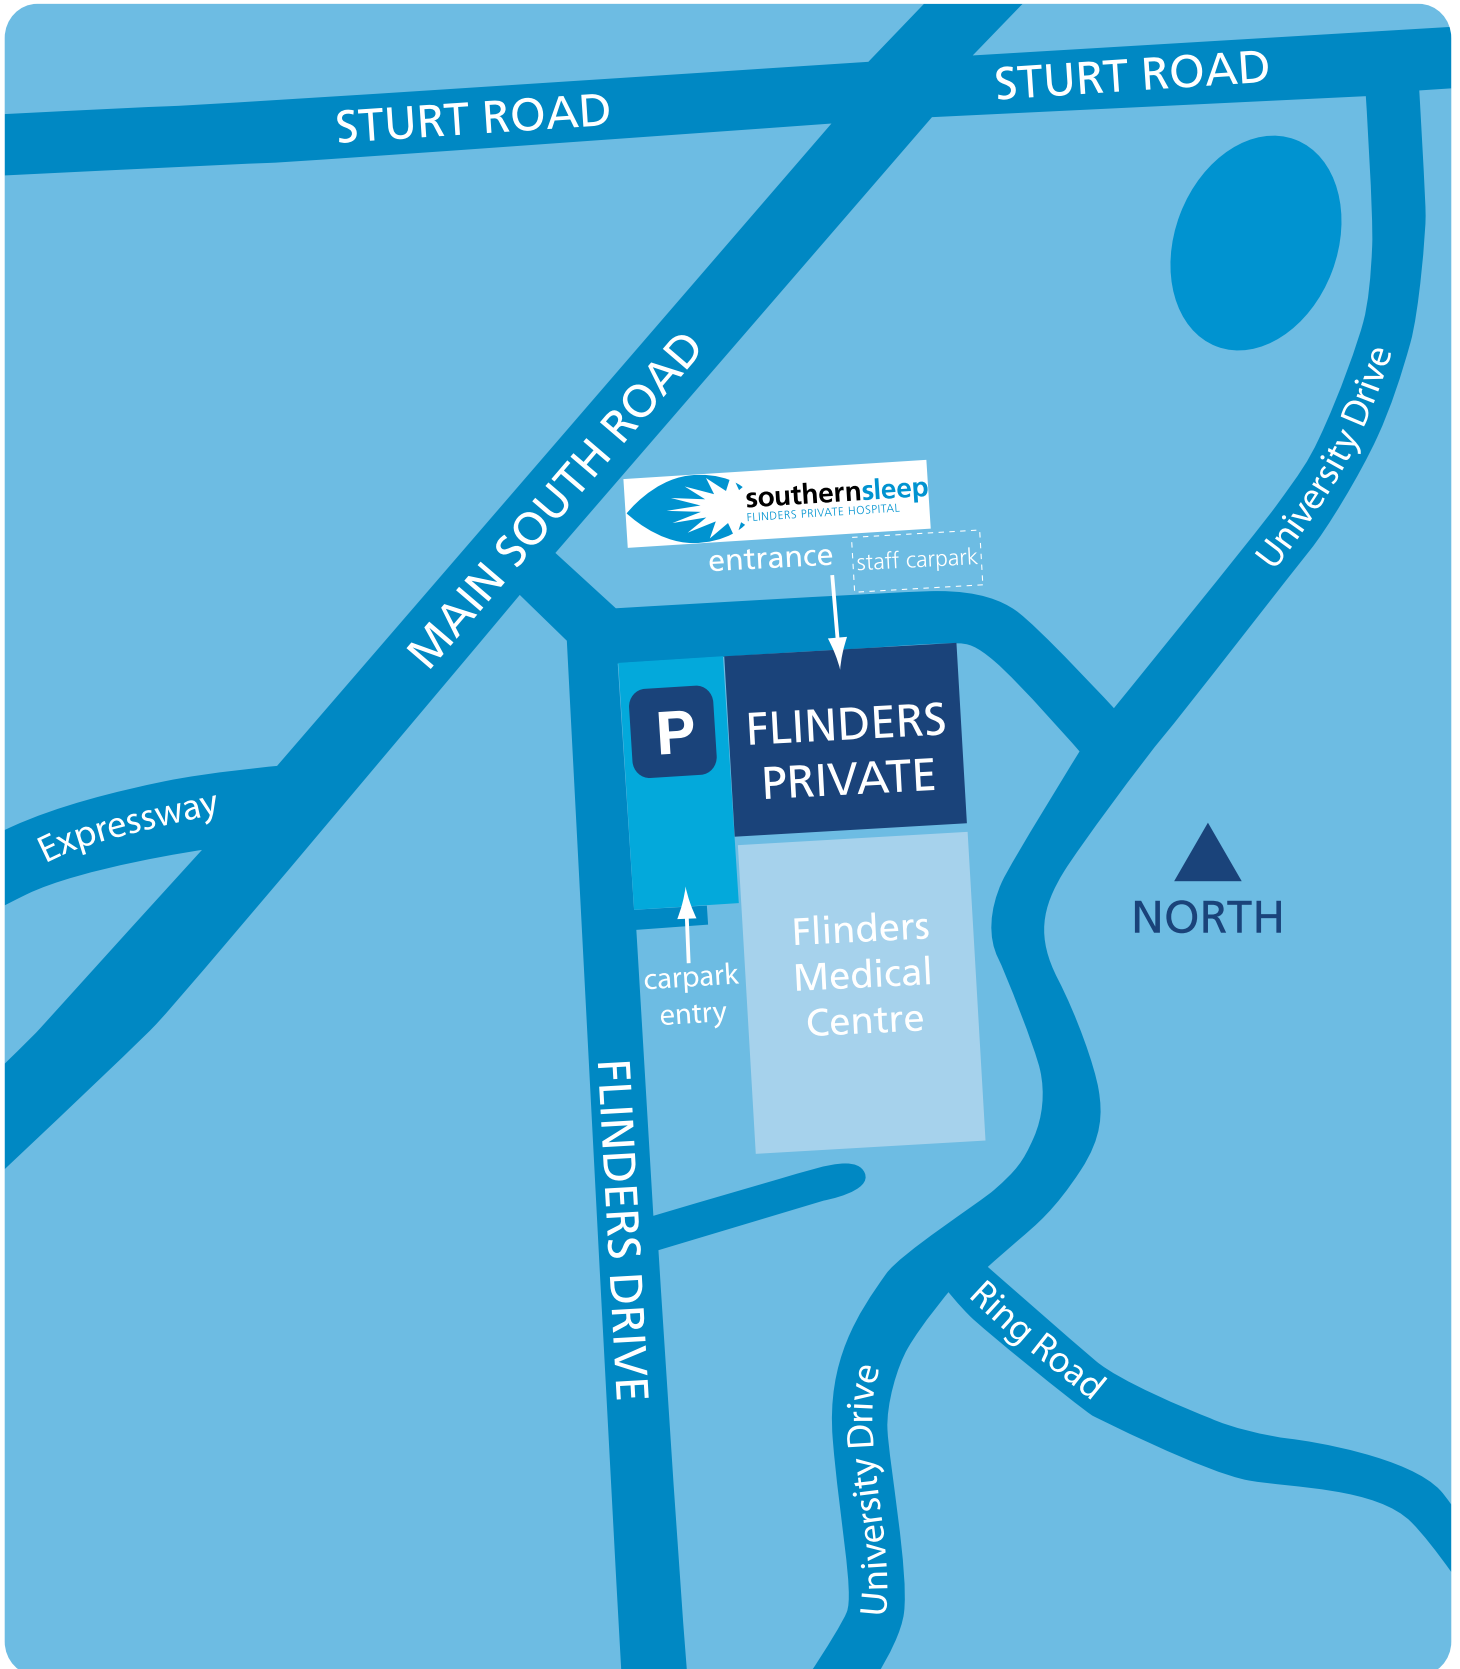 STURT ROAD
STURT ROAD
MAIN SOUTH ROAD
University Drive
southernsleep
FLINDERS PRIVATE HOSPITAL
entrance
staff carpark
P
FLINDERS
PRIVATE
Expressway
NORTH
Flinders
Medical
Centre
carpark
entry
FLINDERS DRIVE
Ring Road
University Drive